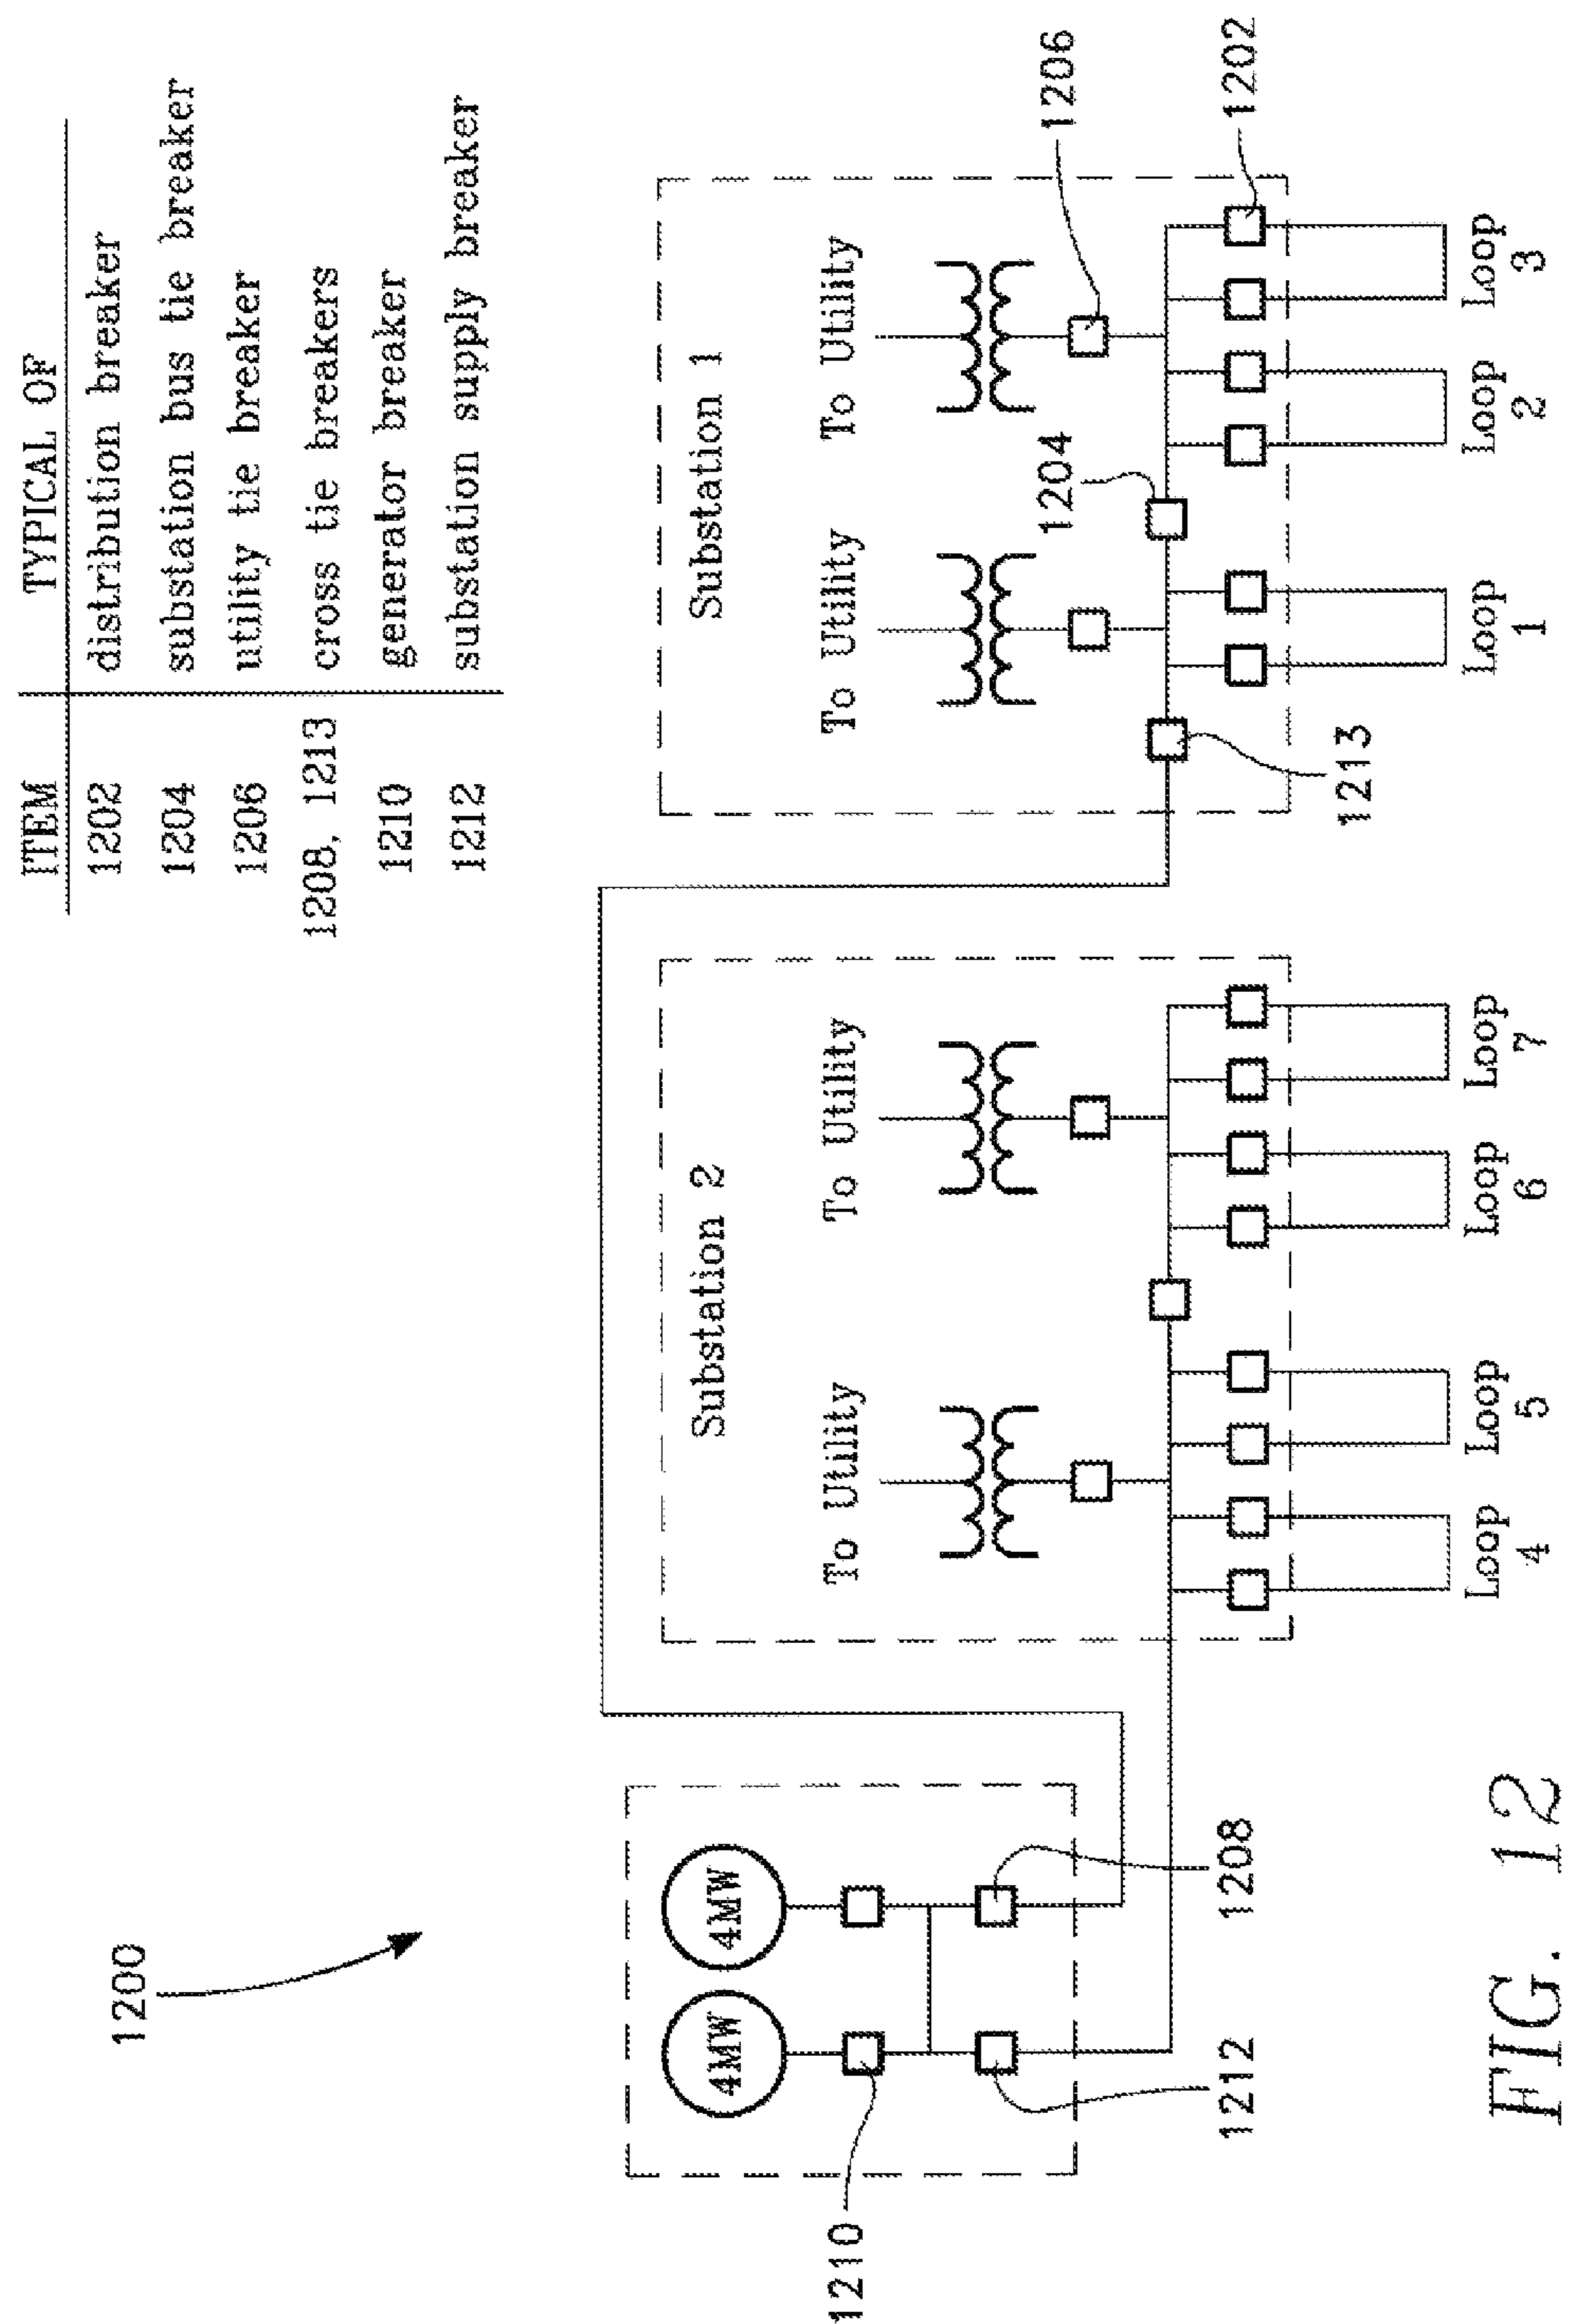 1200
ITEM TYPICAL OF
1202 distribution breaker
1204 substation bus tie breaker
1206 utility tie breaker
1208, 1213 cross tie breakers
1210 generator breaker
1212 substation supply breaker
4MW 4MW
1210
1212
1208
Substation 2
To Utility To Utility
Loop 4
Loop 5
Loop 6
Loop 7
Substation 1
To Utility To Utility
1204
1206
1213
1202
Loop 1
Loop 2
Loop 3
FIG. 12